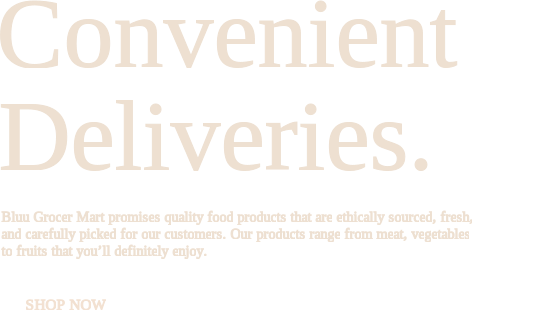 Convenient
Deliveries.
Bluu Grocer Mart promises quality food products that are ethically sourced, fresh,
and carefully picked for our customers. Our products range from meat, vegetables
to fruits that you’ll definitely enjoy.
SHOP NOW